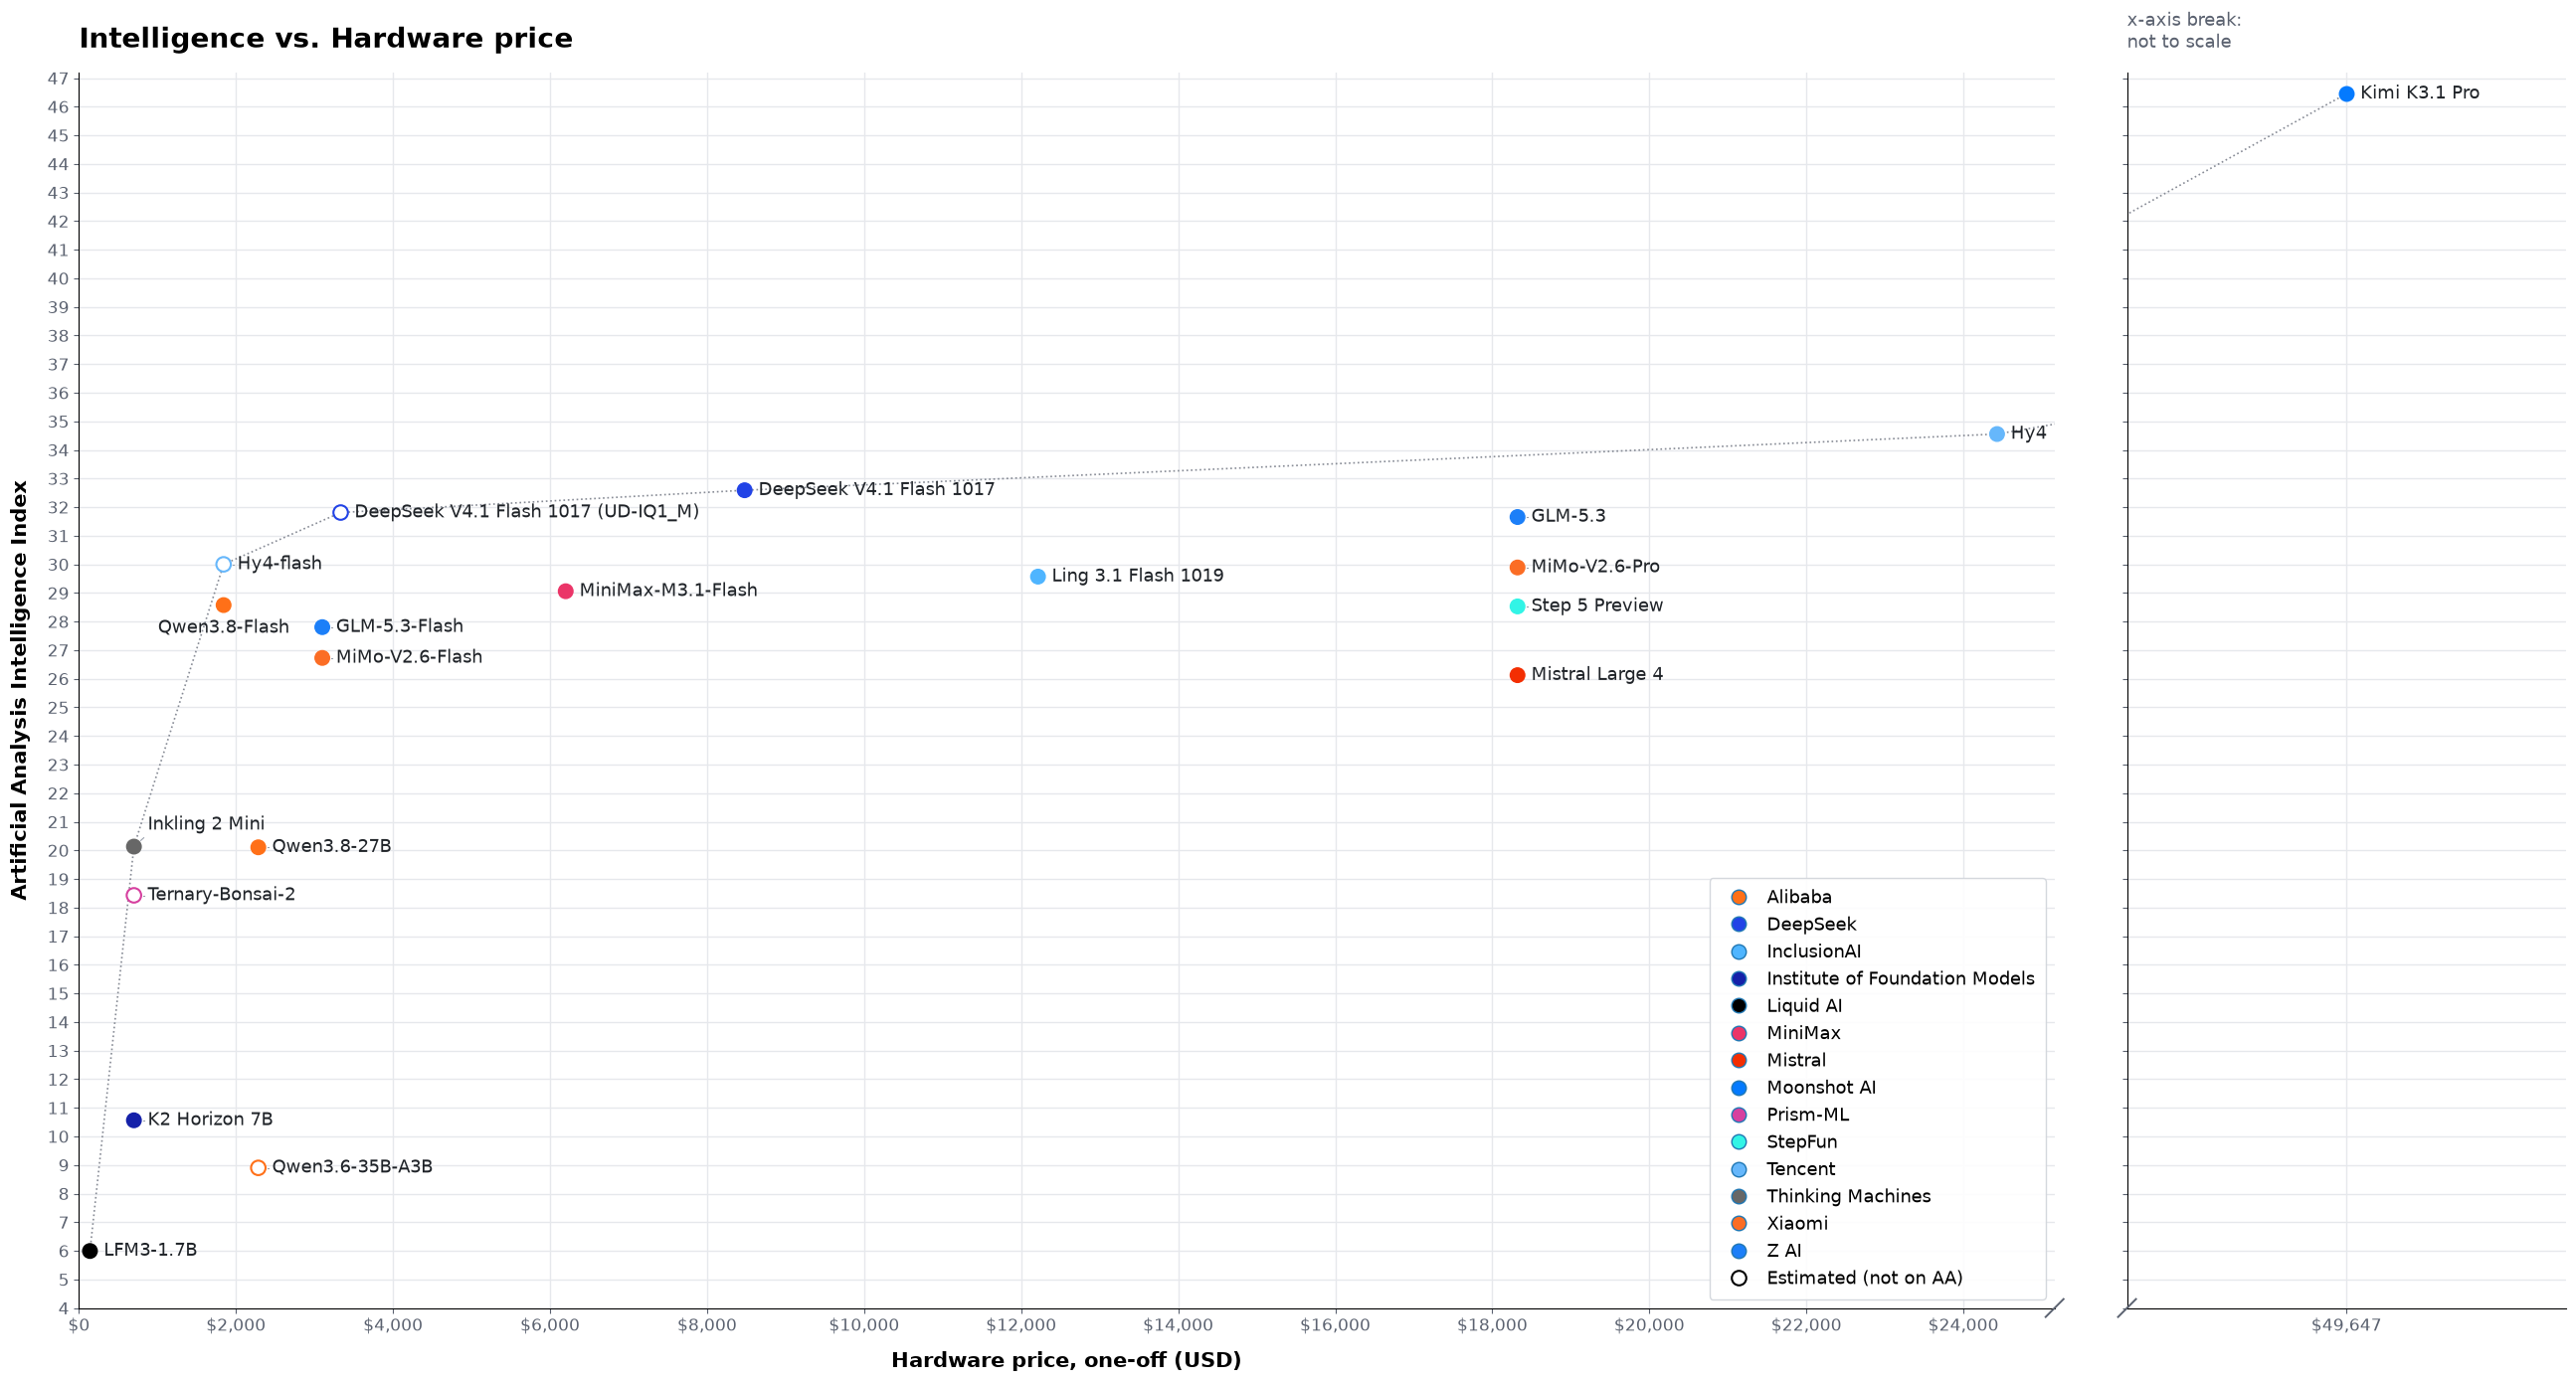 Intelligence vs. Hardware price
x-axis break:
not to scale
Artificial Analysis Intelligence Index
47
46
45
44
43
42
41
40
39
38
37
36
35
34
33
32
31
30
29
28
27
26
25
24
23
22
21
20
19
18
17
16
15
14
13
12
11
10
9
8
7
6
5
4
Kimi K3.1 Pro
Hy4
DeepSeek V4.1 Flash 1017
DeepSeek V4.1 Flash 1017 (UD-IQ1_M)
GLM-5.3
Hy4-flash
MiMo-V2.6-Pro
Ling 3.1 Flash 1019
MiniMax-M3.1-Flash
Step 5 Preview
Qwen3.8-Flash
GLM-5.3-Flash
MiMo-V2.6-Flash
Mistral Large 4
Inkling 2 Mini
Qwen3.8-27B
Ternary-Bonsai-2
K2 Horizon 7B
Qwen3.6-35B-A3B
LFM3-1.7B
Alibaba
DeepSeek
InclusionAI
Institute of Foundation Models
Liquid AI
MiniMax
Mistral
Moonshot AI
Prism-ML
StepFun
Tencent
Thinking Machines
Xiaomi
Z AI
Estimated (not on AA)
$0
$2,000
$4,000
$6,000
$8,000
$10,000
$12,000
$14,000
$16,000
$18,000
$20,000
$22,000
$24,000
$49,647
Hardware price, one-off (USD)